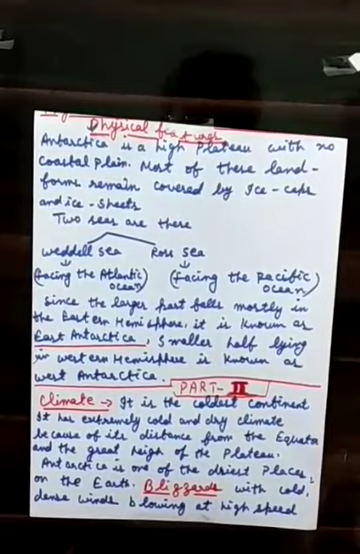 Physical features
Antarctica is a high Plateau with no
coastal Plain. Most of these land-
forms remain covered by Ice-caps
and ice-sheets
Two seas are there
Weddell Sea Ross Sea
(facing the Atlantic ocean) (facing the pacific ocean)
Since the larger part falls mostly in
the Eastern Hemisphere, it is known as
East Antarctica, Smaller half lying
in western Hemisphere is known as
west Antarctica.
PART-II
Climate → It is the coldest continent
It has extremely cold and dry climate
because of its distance from the Equator
and the great heigh of the Plateau.
Antarctic is one of the driest Places,
on the Earth. Blizzards with cold,
dense winds blowing at high speed